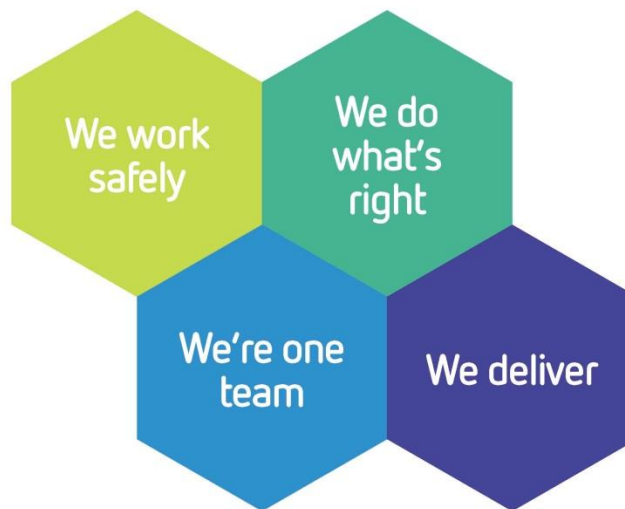 We work
safely
We do
what's
right
We're one
team
We deliver